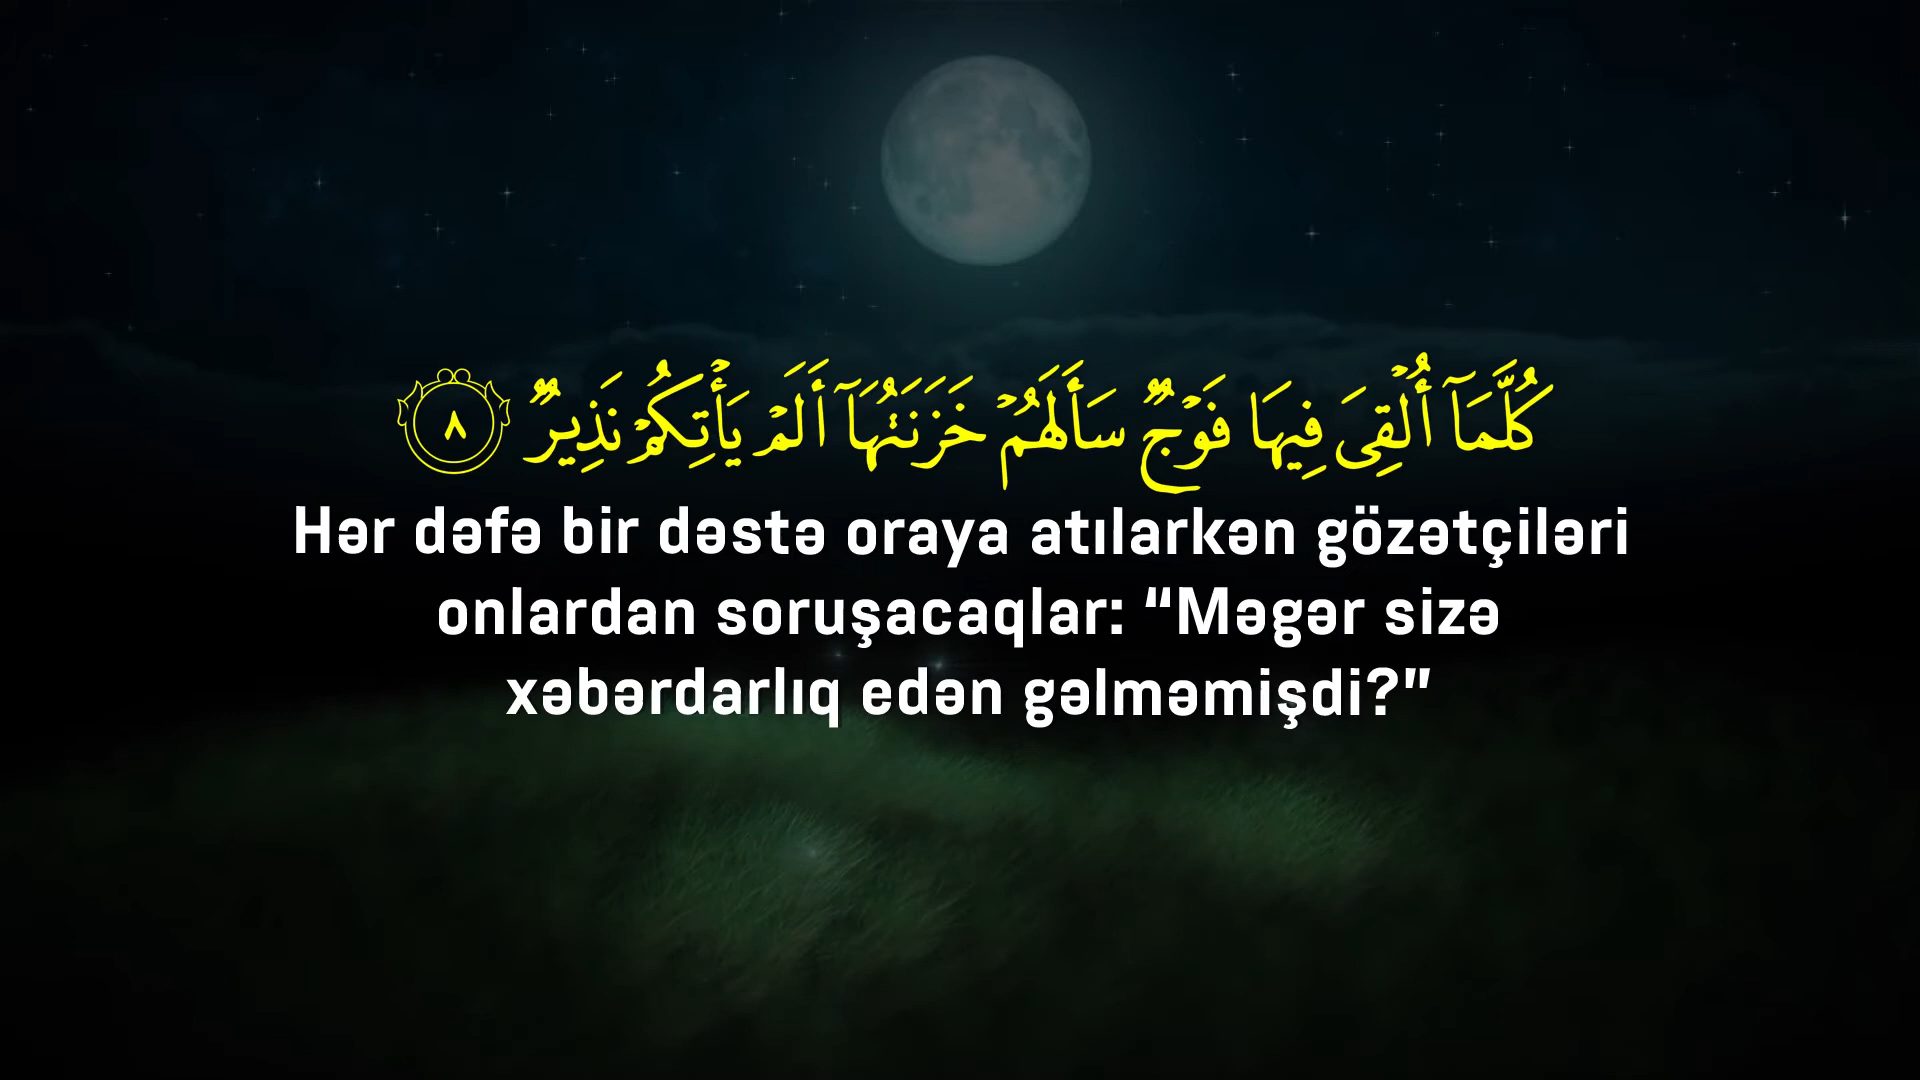 كُلَّمَآ أُلْقِىَ فِيهَا فَوْجٌ سَأَلَهُمْ خَزَنَتُهَآ أَلَمْ يَأْتِكُمْ نَذِيرٌ ٨
Hər dəfə bir dəstə oraya atılarkən gözətçiləri
onlardan soruşacaqlar: “Məgər sizə
xəbərdarlıq edən gəlməmişdi?”